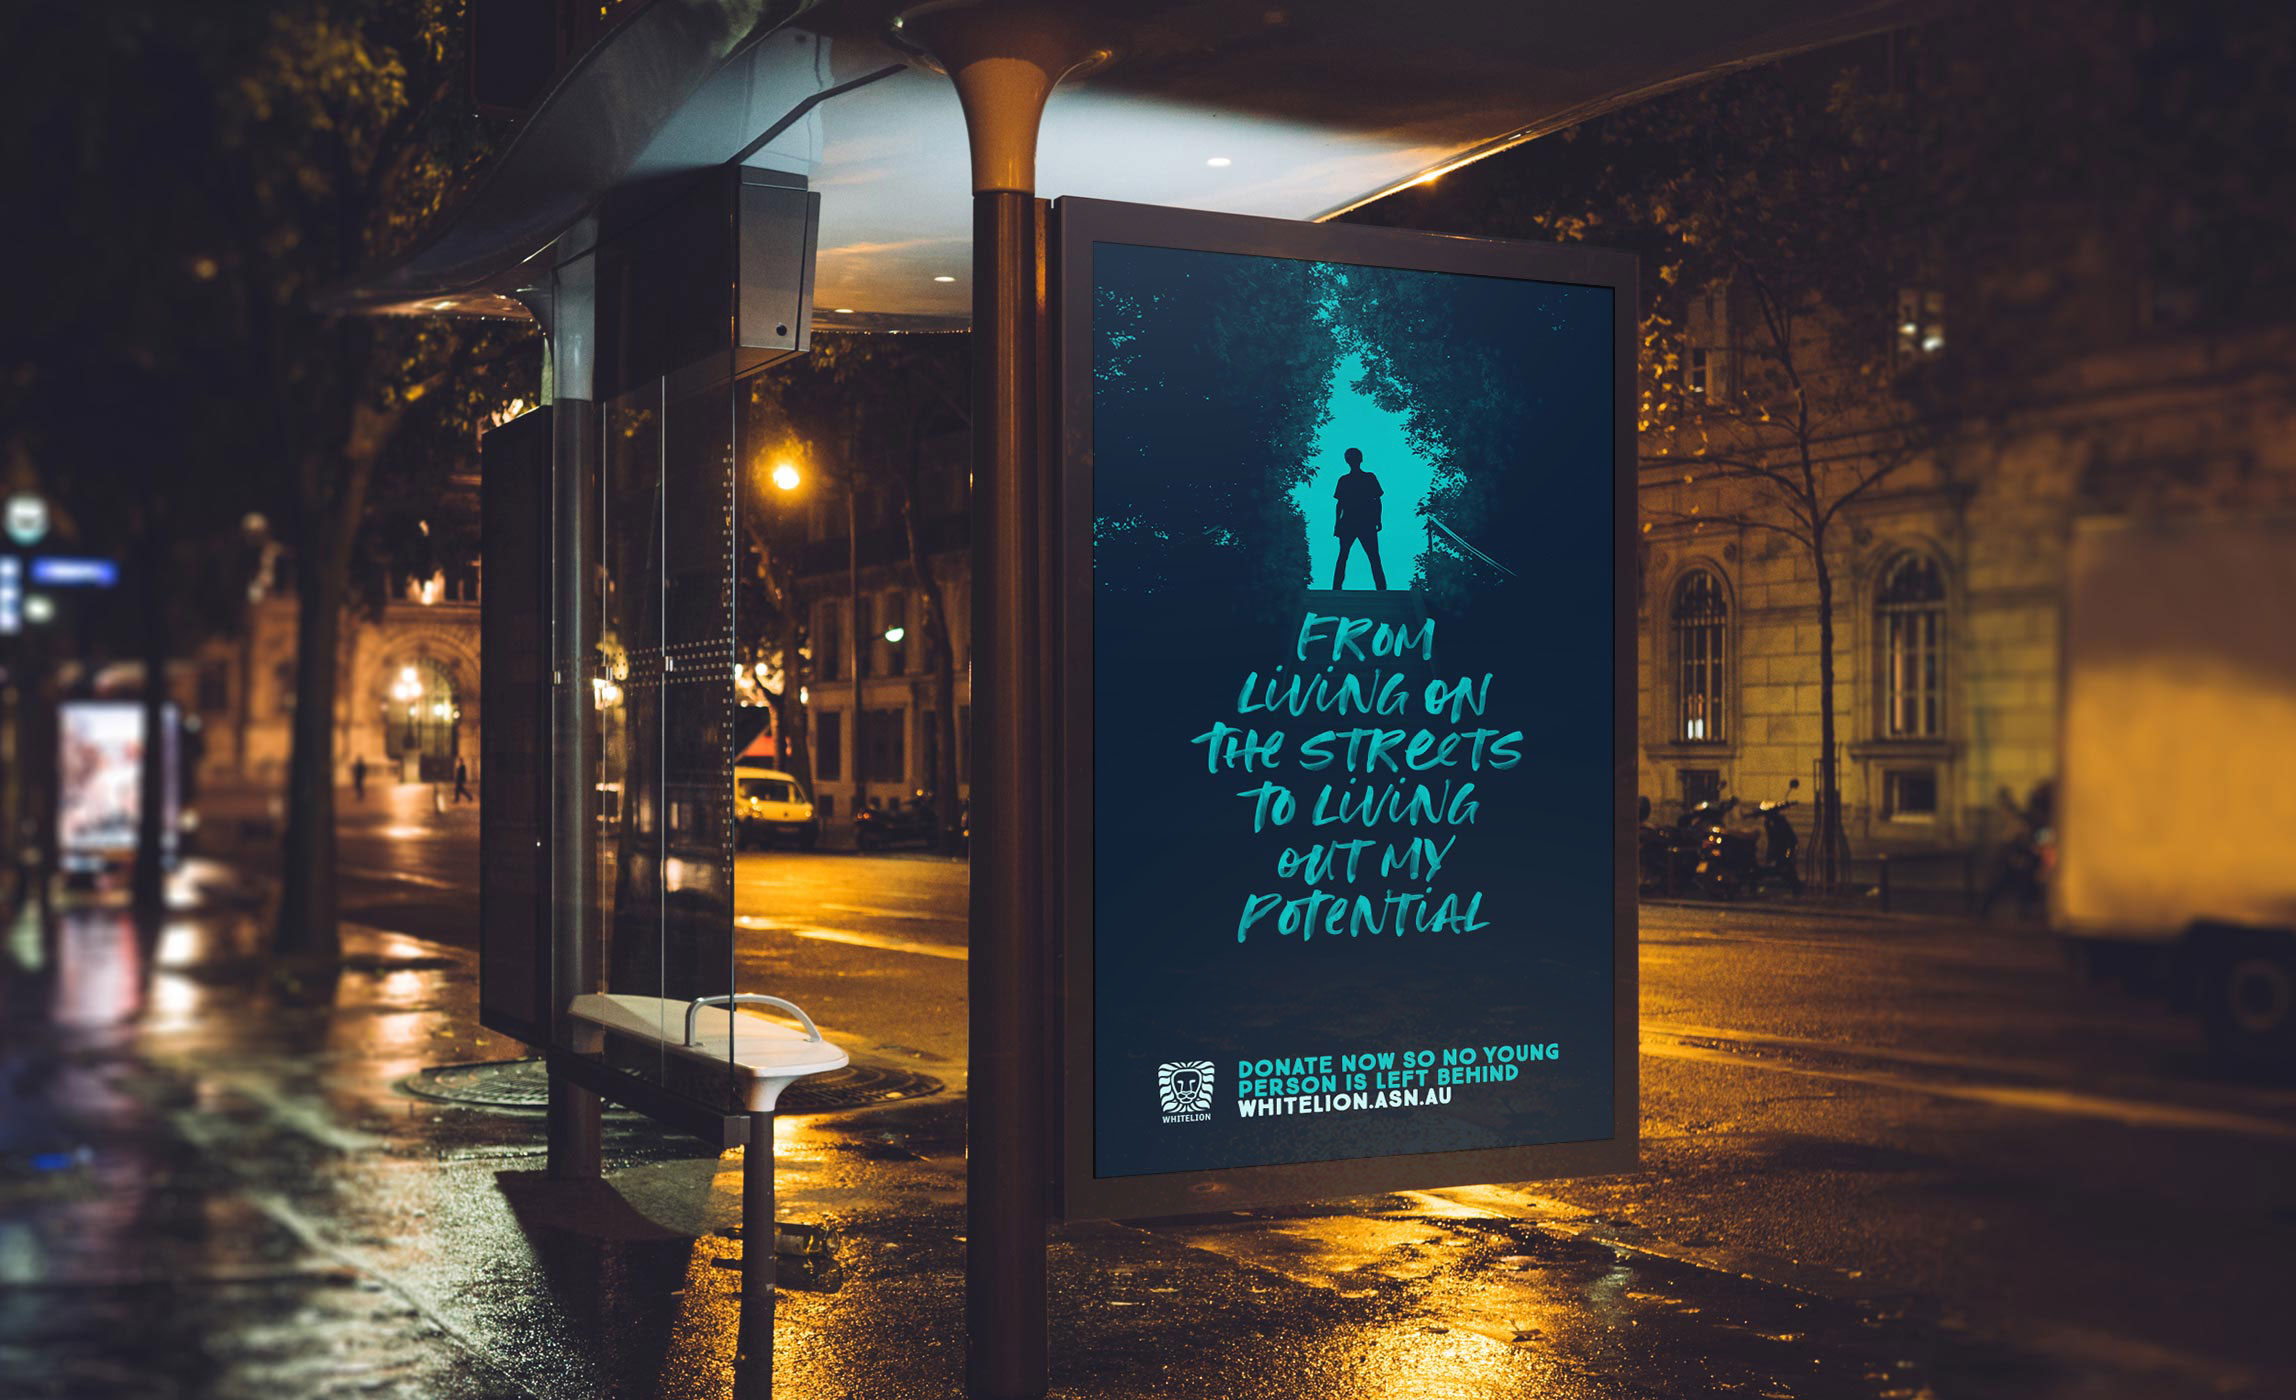 FROM
LIVING ON
THE STREETS
TO LIVING
OUT MY
POTENTIAL
WHITELION
DONATE NOW SO NO YOUNG
PERSON IS LEFT BEHIND
WHITELION.ASN.AU